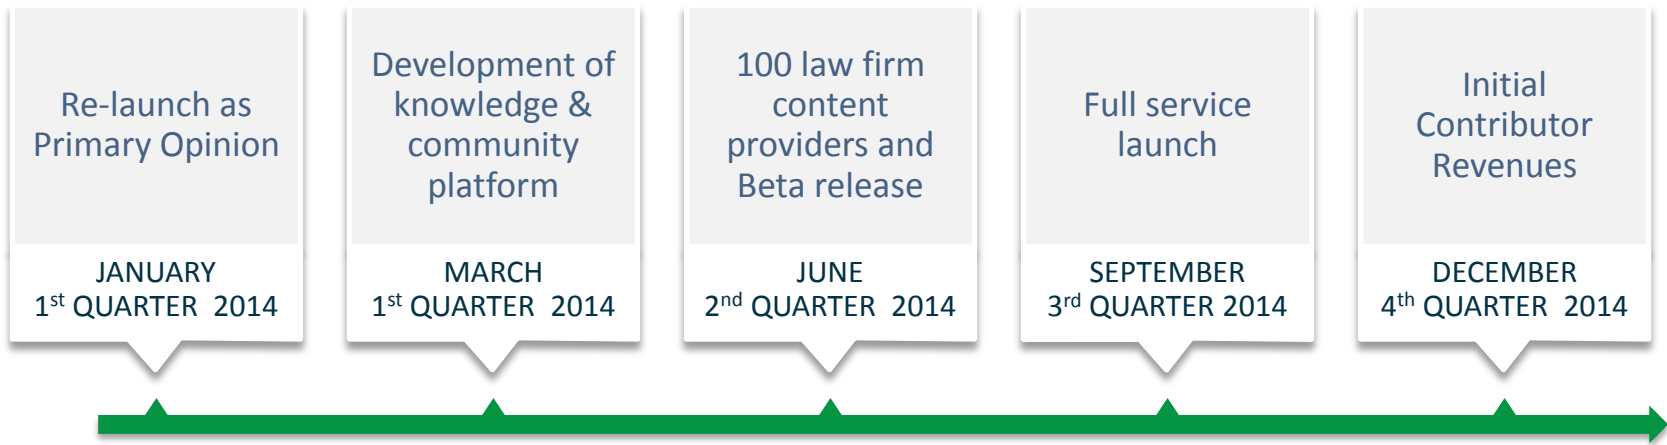 Re-launch as
Primary Opinion
JANUARY
1st QUARTER 2014
Development of
knowledge &
community
platform
MARCH
1st QUARTER 2014
100 law firm
content
providers and
Beta release
JUNE
2nd QUARTER 2014
Full service
launch
SEPTEMBER
3rd QUARTER 2014
Initial
Contributor
Revenues
DECEMBER
4th QUARTER 2014